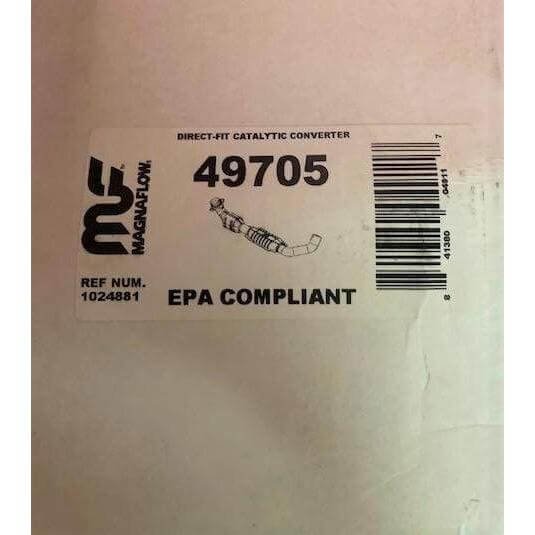 DIRECT-FIT CATALYTIC CONVERTER
49705
MAGNAFLOW
REF NUM.
1024881
EPA COMPLIANT
8 41380 04911 7